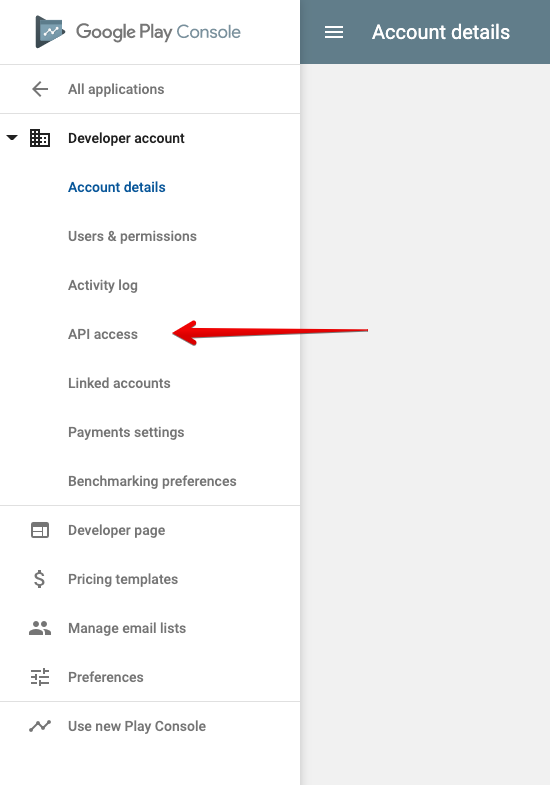 Google Play Console
Account details
All applications
Developer account
Account details
Users & permissions
Activity log
API access
Linked accounts
Payments settings
Benchmarking preferences
Developer page
Pricing templates
Manage email lists
Preferences
Use new Play Console